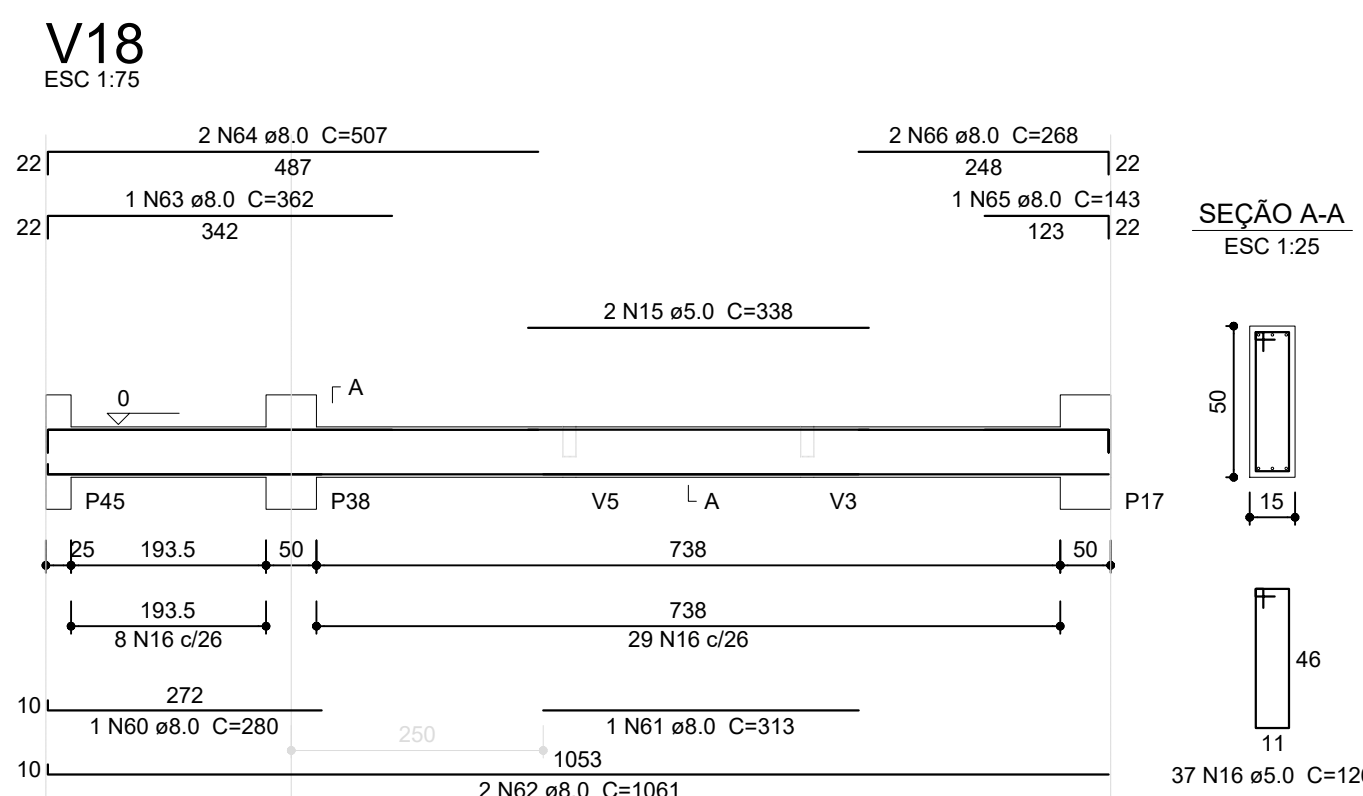 V18
ESC 1:75
2 N64 ø8.0 C=507
2 N66 ø8.0 C=268
22
487
248
22
1 N63 ø8.0 C=362
1 N65 ø8.0 C=143
22
342
123
22
SEÇÃO A-A
ESC 1:25
2 N15 ø5.0 C=338
A
0
50
P45
P38
V5
A
V3
P17
15
25
193.5
50
738
50
193.5
738
8 N16 c/26
29 N16 c/26
46
272
10
1 N60 ø8.0 C=280
1 N61 ø8.0 C=313
250
11
1053
10
37 N16 ø5.0 C=12
2 N62 ø8.0 C=1061